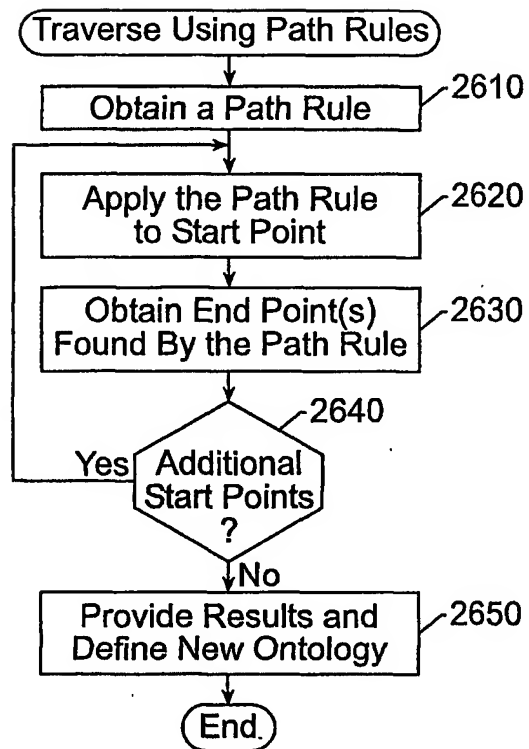 Traverse Using Path Rules
Obtain a Path Rule
2610
Apply the Path Rule
to Start Point
2620
Obtain End Point(s)
Found By the Path Rule
2630
2640
Yes
Additional
Start Points
?
No
Provide Results and
Define New Ontology
2650
End.